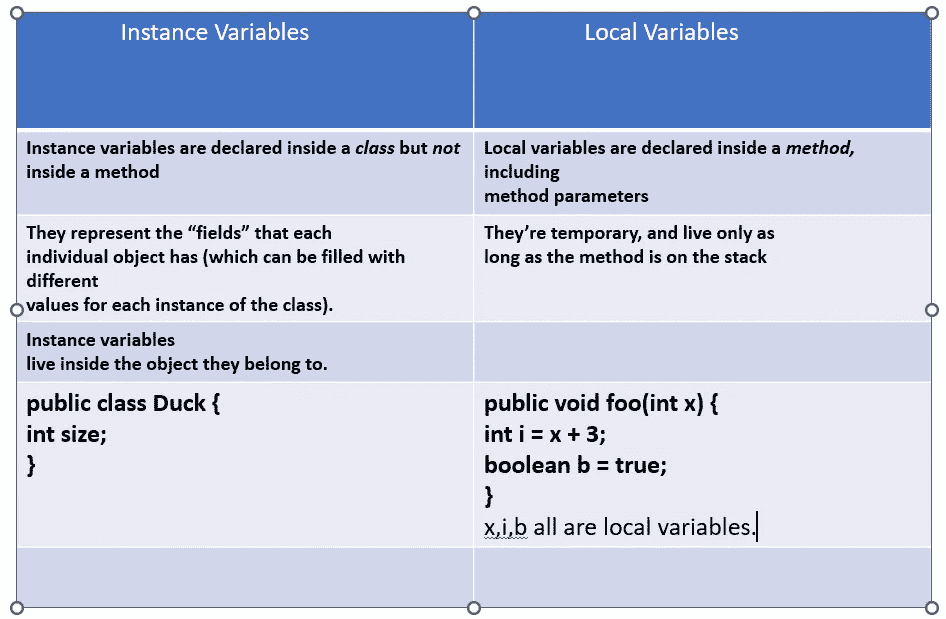 Instance Variables
Local Variables
Instance variables are declared inside a class but not
inside a method
Local variables are declared inside a method,
including
method parameters
They represent the “fields” that each
individual object has (which can be filled with
different
values for each instance of the class).
They’re temporary, and live only as
long as the method is on the stack
Instance variables
live inside the object they belong to.
public class Duck {
int size;
}
public void foo(int x) {
int i = x + 3;
boolean b = true;
}
x,i,b all are local variables.